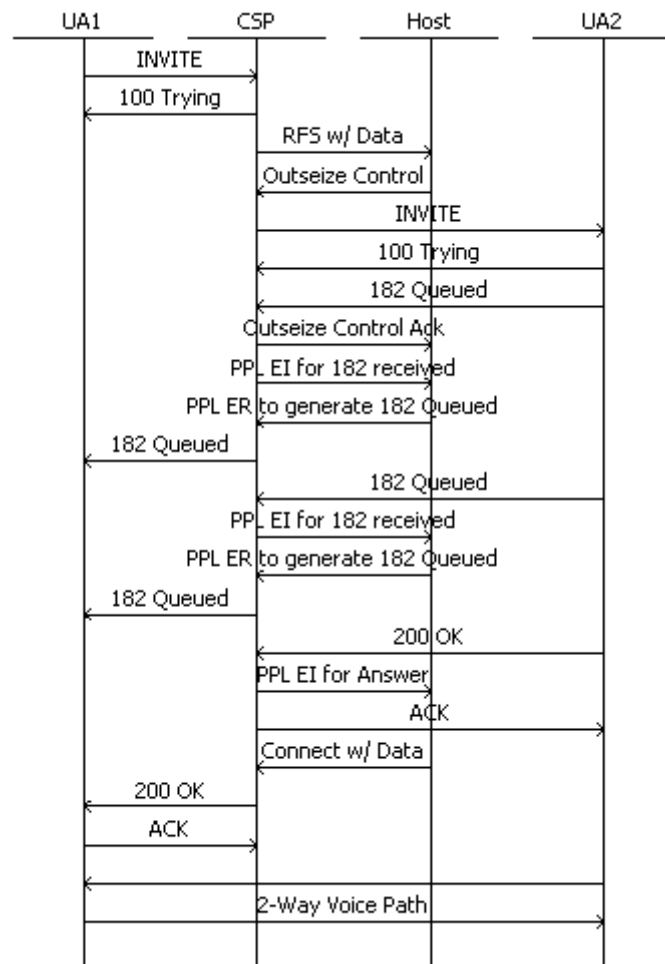 UA1 CSP Host UA2
INVITE
100 Trying
RFS w/ Data
Outseize Control
INVITE
100 Trying
182 Queued
Outseize Control Ack
PPL EI for 182 received
PPL ER to generate 182 Queued
182 Queued
182 Queued
PPL EI for 182 received
PPL ER to generate 182 Queued
182 Queued
200 OK
PPL EI for Answer
ACK
Connect w/ Data
200 OK
ACK
2-Way Voice Path